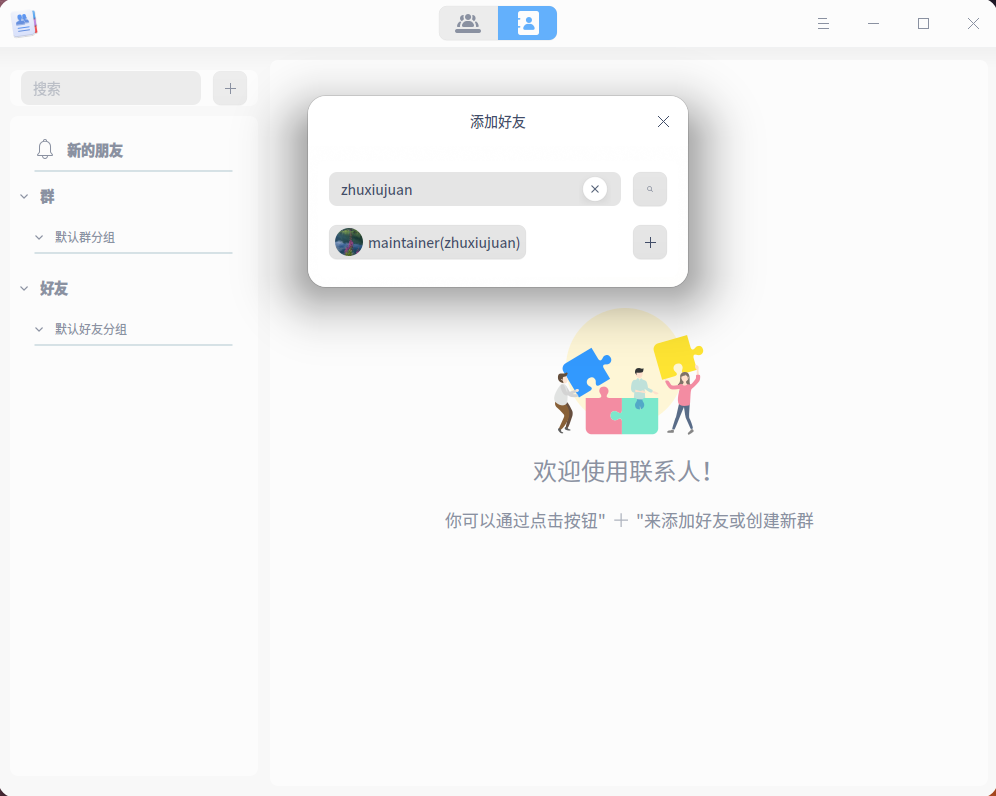 搜索
新的朋友
群
默认群分组
好友
默认好友分组
添加好友
zhuxiujuan
maintainer(zhuxiujuan)
欢迎使用联系人！
你可以通过点击按钮" + "来添加好友或创建新群